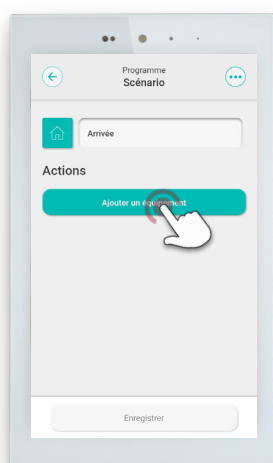 Programme
Scénario
Arrivée
Actions
Ajouter un équipement
Enregistrer